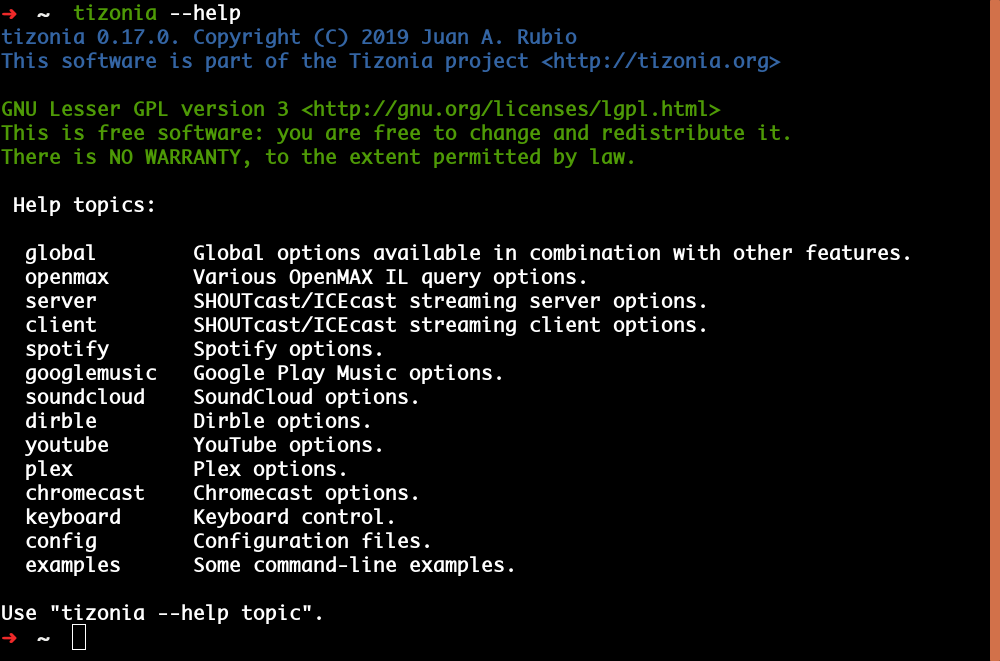 ➜ ~ tizonia --help
tizonia 0.17.0. Copyright (C) 2019 Juan A. Rubio
This software is part of the Tizonia project <http://tizonia.org>
GNU Lesser GPL version 3 <http://gnu.org/licenses/lgpl.html>
This is free software: you are free to change and redistribute it.
There is NO WARRANTY, to the extent permitted by law.
Help topics:
global Global options available in combination with other features.
openmax Various OpenMAX IL query options.
server SHOUTcast/ICEcast streaming server options.
client SHOUTcast/ICEcast streaming client options.
spotify Spotify options.
googlemusic Google Play Music options.
soundcloud SoundCloud options.
dirble Dirble options.
youtube YouTube options.
plex Plex options.
chromecast Chromecast options.
keyboard Keyboard control.
config Configuration files.
examples Some command-line examples.
Use "tizonia --help topic".
➜ ~